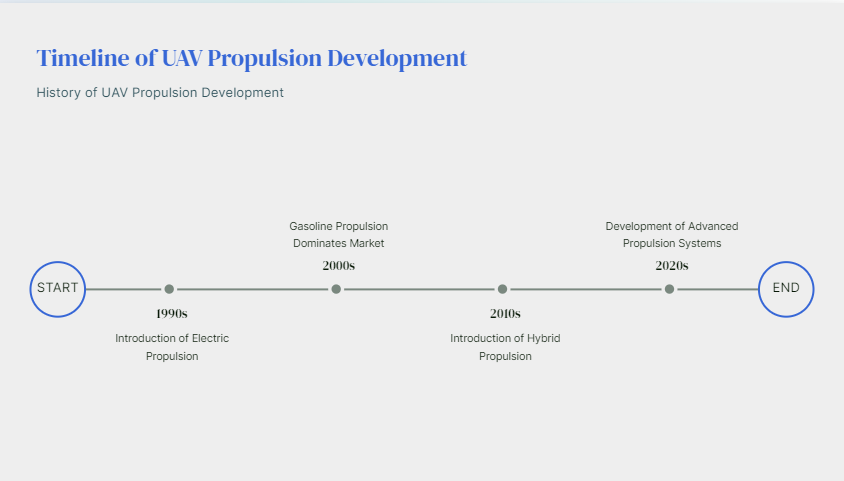 Timeline of UAV Propulsion Development
History of UAV Propulsion Development
START
1990s
Introduction of Electric
Propulsion
Gasoline Propulsion
Dominates Market
2000s
2010s
Introduction of Hybrid
Propulsion
Development of Advanced
Propulsion Systems
2020s
END